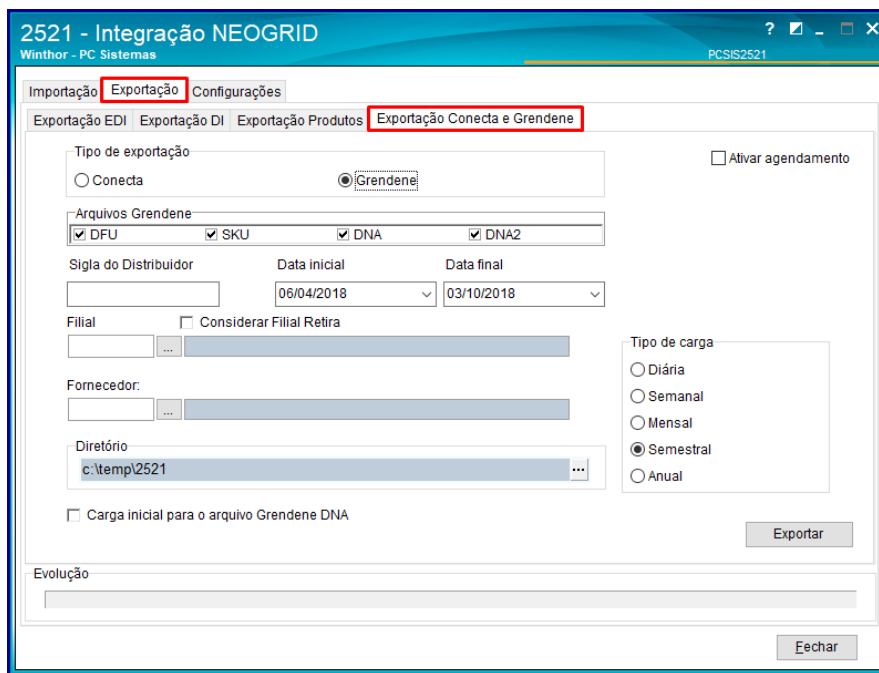 2521 - Integração NEOGRID
Winthor - PC Sistemas
PCSIS2521
Importação Exportação Configurações
Exportação EDI Exportação DI Exportação Produtos Exportação Conecta e Grendene
Tipo de exportação
Conecta Grendene
Ativar agendamento
Arquivos Grendene
DFU SKU DNA DNA2
Sigla do Distribuidor Data inicial Data final
06/04/2018 03/10/2018
Filial Considerar Filial Retira
...
Tipo de carga
Diária
Semanal
Mensal
Semestral
Anual
Fornecedor:
...
Diretório
c:\temp\2521 ...
Carga inicial para o arquivo Grendene DNA
Exportar
Evolução
Fechar